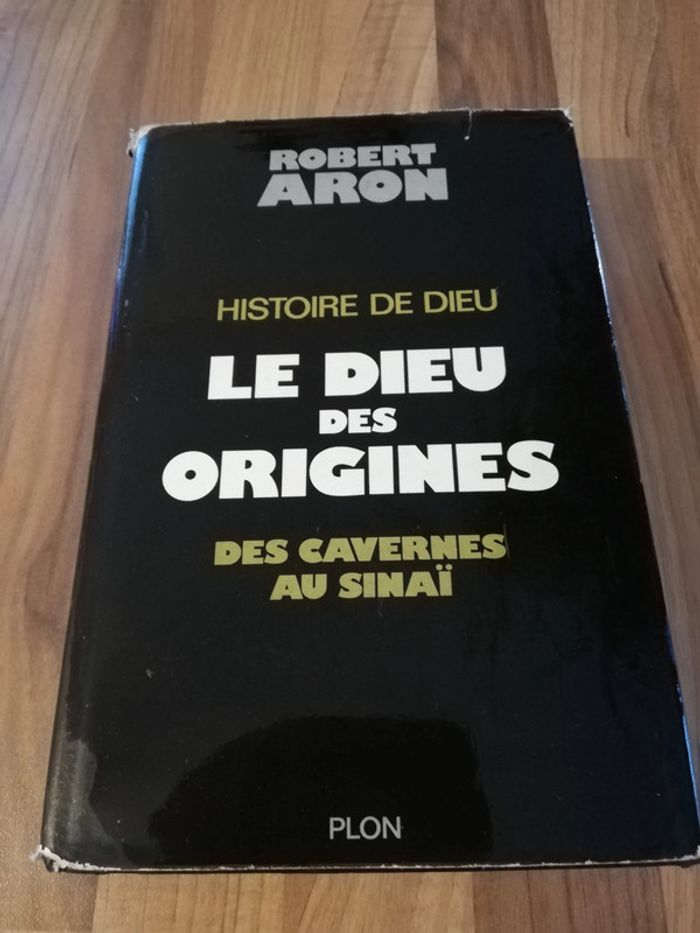 ROBERT
ARON
HISTOIRE DE DIEU
LE DIEU
DES
ORIGINES
DES CAVERNES
AU SINAÏ
PLON